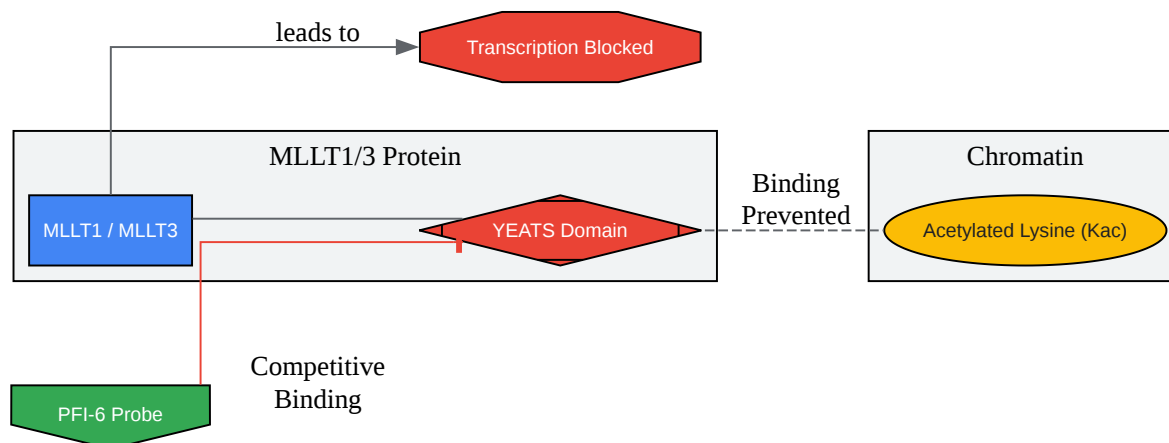 leads to
Transcription Blocked
MLLT1/3 Protein
Chromatin
MLLT1 / MLLT3
YEATS Domain
Binding
Prevented
Acetylated Lysine (Kac)
Competitive
Binding
PFI-6 Probe